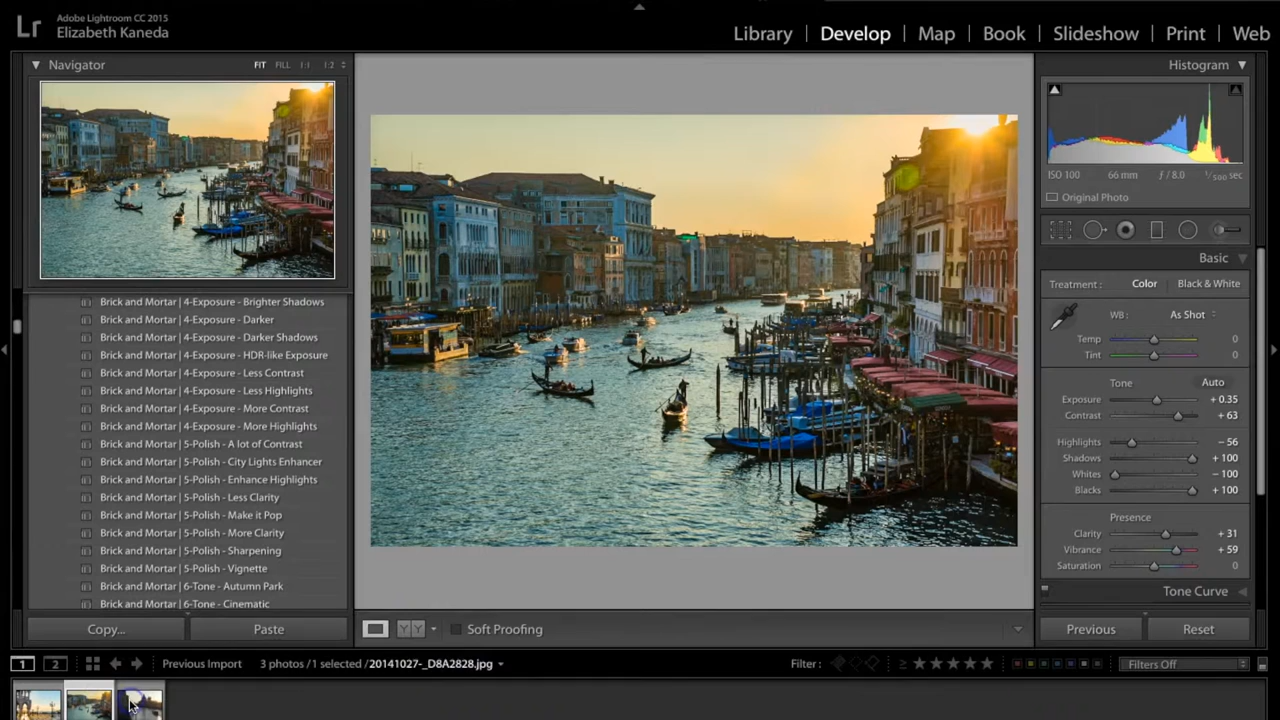 Lr
Adobe Lightroom CC 2015
Elizabeth Kaneda
Library Develop Map Book Slideshow Print Web
Navigator FIT FILL 1:1 1:2
Histogram
ISO 100 66 mm ƒ / 8.0 1/500 sec
Original Photo
Basic
Treatment : Color Black & White
WB : As Shot
Temp 0
Tint 0
Tone Auto
Exposure + 0.35
Contrast + 63
Highlights − 56
Shadows + 100
Whites − 100
Blacks + 100
Presence
Clarity + 31
Vibrance + 59
Saturation 0
Tone Curve
Brick and Mortar | 4-Exposure - Brighter Shadows
Brick and Mortar | 4-Exposure - Darker
Brick and Mortar | 4-Exposure - Darker Shadows
Brick and Mortar | 4-Exposure - HDR-like Exposure
Brick and Mortar | 4-Exposure - Less Contrast
Brick and Mortar | 4-Exposure - Less Highlights
Brick and Mortar | 4-Exposure - More Contrast
Brick and Mortar | 4-Exposure - More Highlights
Brick and Mortar | 5-Polish - A lot of Contrast
Brick and Mortar | 5-Polish - City Lights Enhancer
Brick and Mortar | 5-Polish - Enhance Highlights
Brick and Mortar | 5-Polish - Less Clarity
Brick and Mortar | 5-Polish - Make it Pop
Brick and Mortar | 5-Polish - More Clarity
Brick and Mortar | 5-Polish - Sharpening
Brick and Mortar | 5-Polish - Vignette
Brick and Mortar | 6-Tone - Autumn Park
Brick and Mortar | 6-Tone - Cinematic
Copy... Paste
Y Y Soft Proofing
Previous Reset
1 2 Previous Import 3 photos / 1 selected / 20141027-_D8A2828.jpg Filter : Filters Off